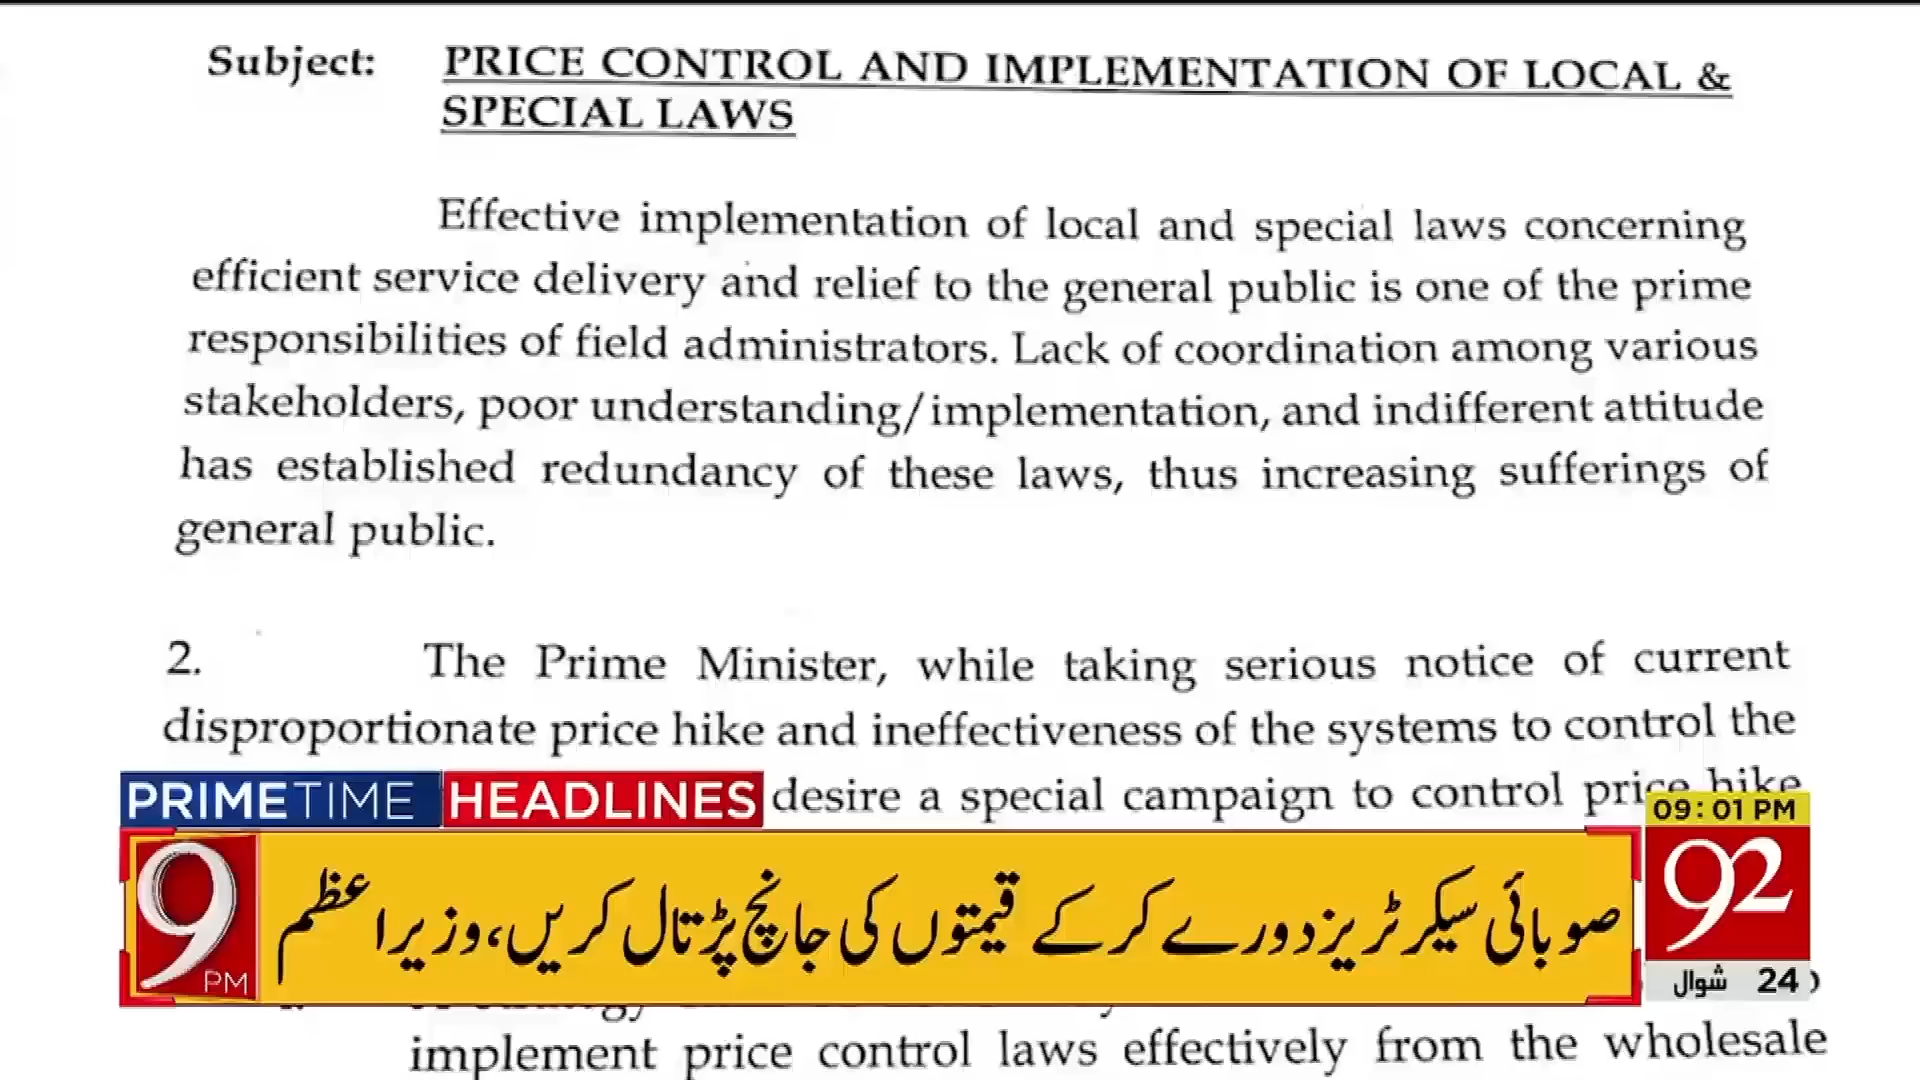 Subject: PRICE CONTROL AND IMPLEMENTATION OF LOCAL &
SPECIAL LAWS
Effective implementation of local and special laws concerning
efficient service delivery and relief to the general public is one of the prime
responsibilities of field administrators. Lack of coordination among various
stakeholders, poor understanding/implementation, and indifferent attitude
has established redundancy of these laws, thus increasing sufferings of
general public.
2. The Prime Minister, while taking serious notice of current
disproportionate price hike and ineffectiveness of the systems to control the
desire a special campaign to control price hike
PRIMETIME HEADLINES
09:01 PM
9 PM
صوبائی سیکرٹریز دورے کر کے قیمتوں کی جانچ پڑتال کریں، وزیراعظم
92
24 شوال
implement price control laws effectively from the wholesale